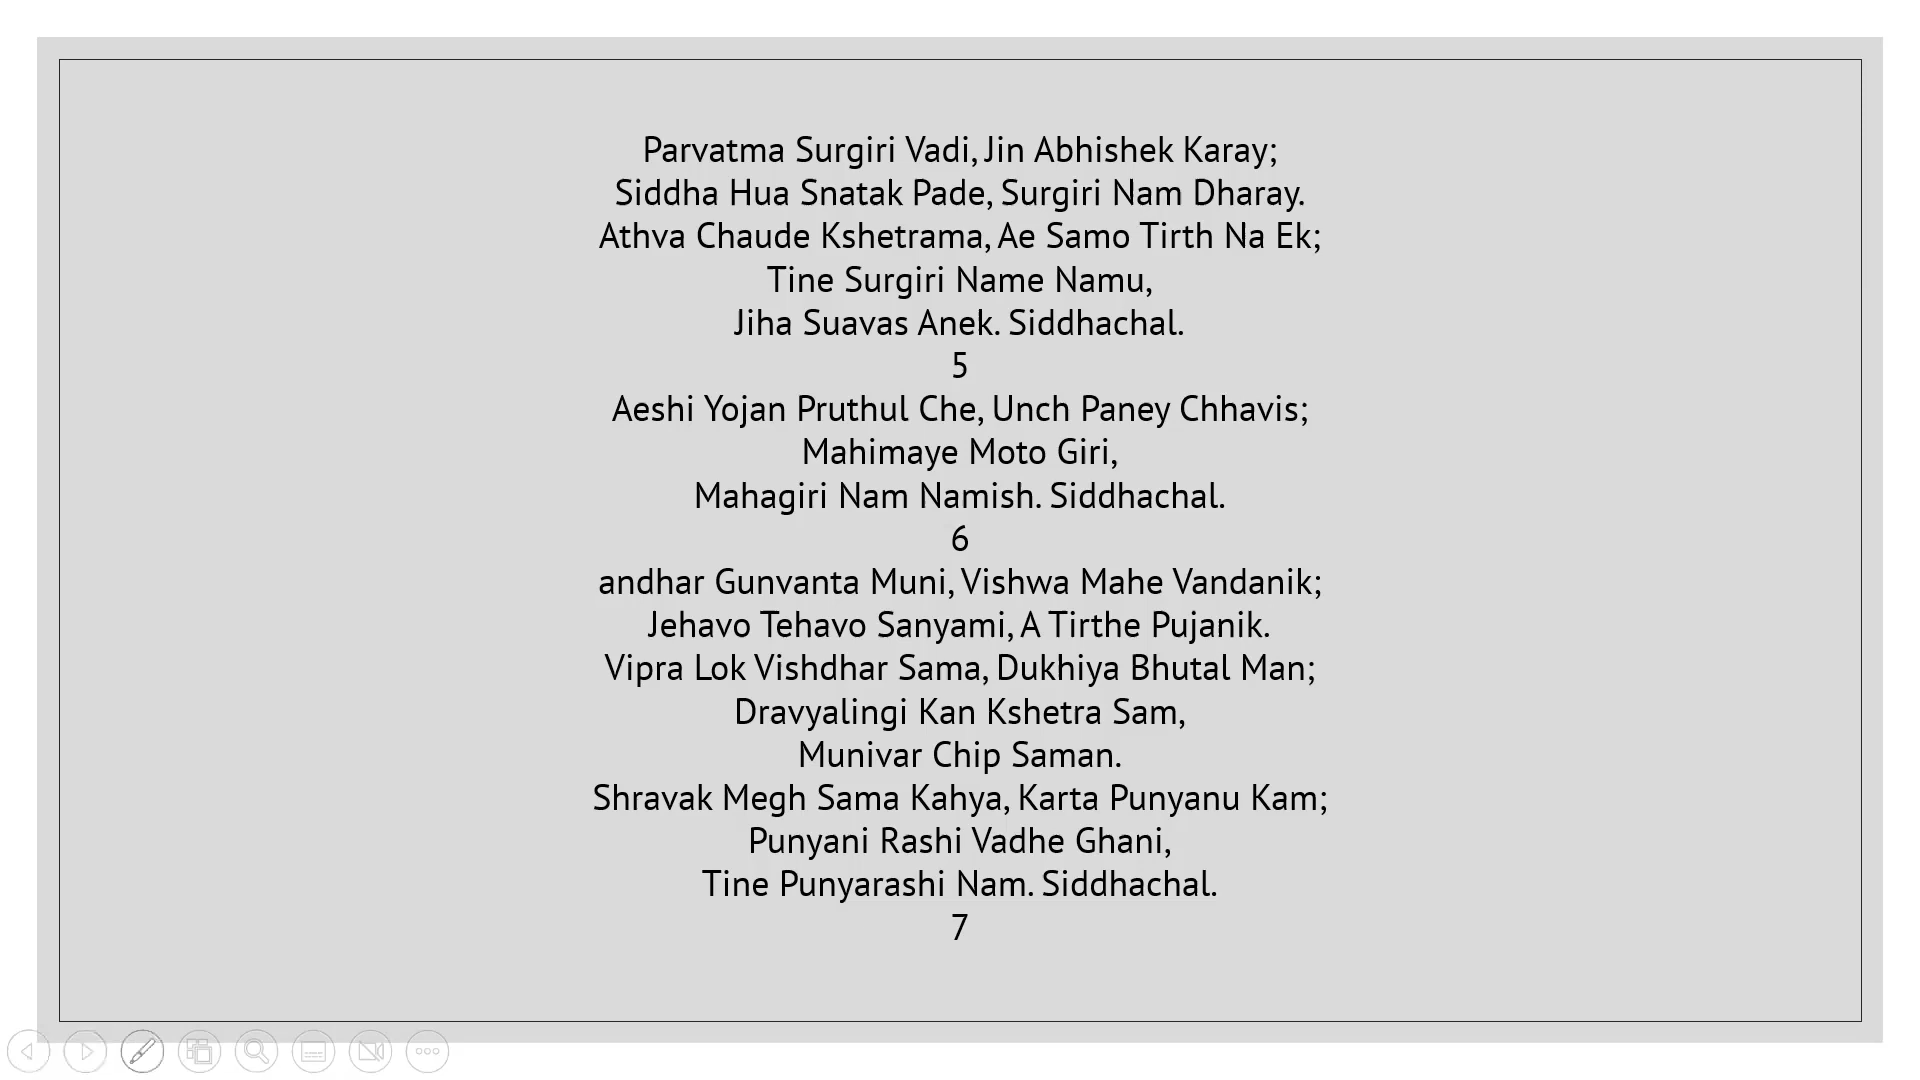 Parvatma Surgiri Vadi, Jin Abhishek Karay;
Siddha Hua Snatak Pade, Surgiri Nam Dharay.
Athva Chaude Kshetrama, Ae Samo Tirth Na Ek;
Tine Surgiri Name Namu,
Jiha Suavas Anek. Siddhachal.
5
Aeshi Yojan Pruthul Che, Unch Paney Chhavis;
Mahimaye Moto Giri,
Mahagiri Nam Namish. Siddhachal.
6
andhar Gunvanta Muni, Vishwa Mahe Vandanik;
Jehavo Tehavo Sanyami, A Tirthe Pujanik.
Vipra Lok Vishdhar Sama, Dukhiya Bhutal Man;
Dravyalingi Kan Kshetra Sam,
Munivar Chip Saman.
Shravak Megh Sama Kahya, Karta Punyanu Kam;
Punyani Rashi Vadhe Ghani,
Tine Punyarashi Nam. Siddhachal.
7